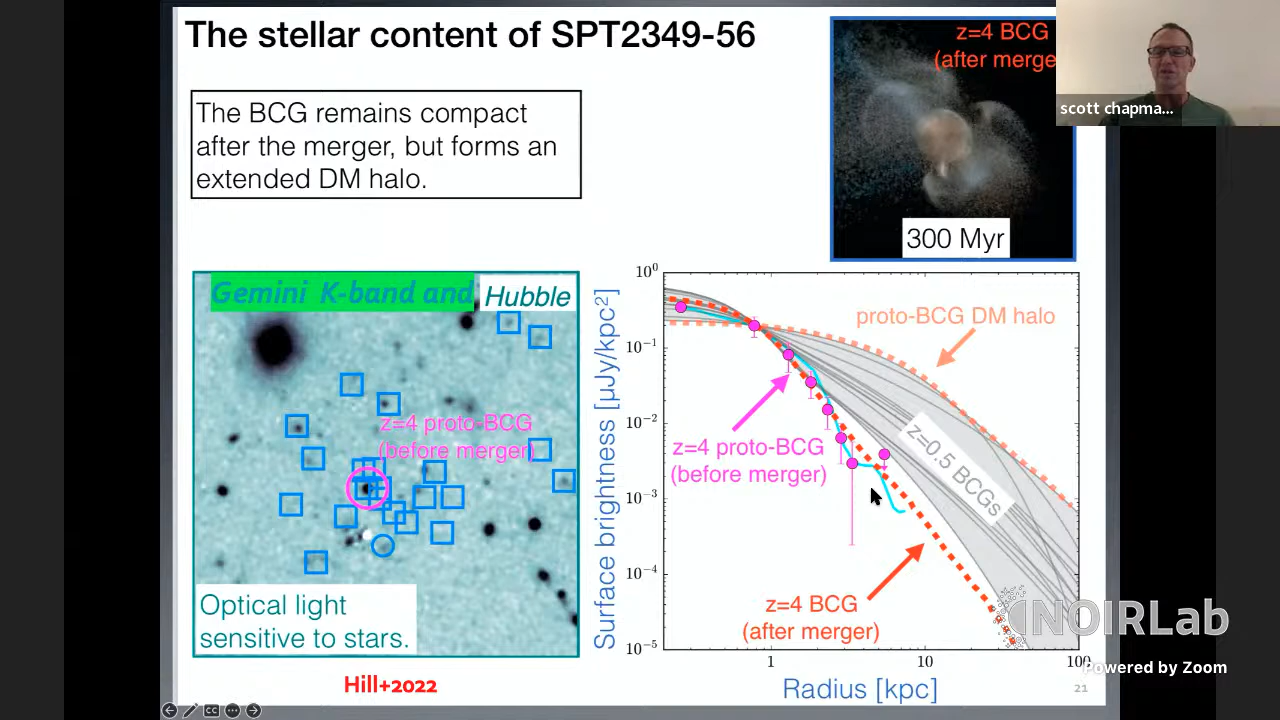 The stellar content of SPT2349-56
The BCG remains compact
after the merger, but forms an
extended DM halo.
z=4 BCG
(after merge
300 Myr
scott chapma...
Gemini K-band and Hubble
z=4 proto-BCG
(before merger)
Optical light
sensitive to stars.
Hill+2022
Surface brightness [μJy/kpc²]
10⁰
10⁻¹
10⁻²
10⁻³
10⁻⁴
10⁻⁵
proto-BCG DM halo
z=4 proto-BCG
(before merger)
z=0.5 BCGs
z=4 BCG
(after merger)
1
10
100
Radius [kpc]
NOIRLab
Powered by Zoom
21
CC